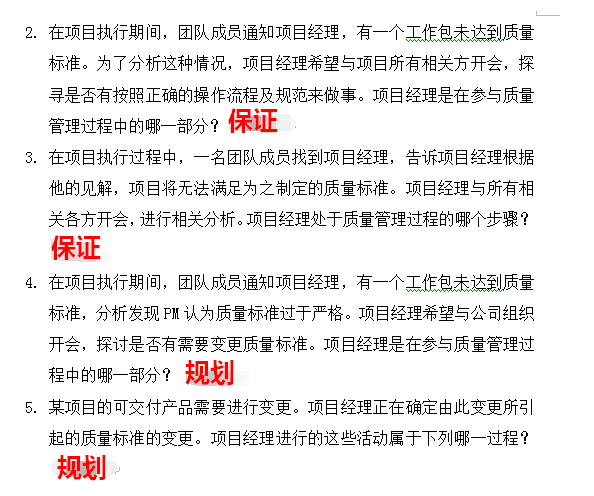 2. 在项目执行期间，团队成员通知项目经理，有一个工作包未达到质量
标准。为了分析这种情况，项目经理希望与项目所有相关方开会，探
寻是否有按照正确的操作流程及规范来做事。项目经理是在参与质量
管理过程中的哪一部分？ 保证
3. 在项目执行过程中，一名团队成员找到项目经理，告诉项目经理根据
他的见解，项目将无法满足为之制定的质量标准。项目经理与所有相
关各方开会，进行相关分析。项目经理处于质量管理过程的哪个步骤？
保证
4. 在项目执行期间，团队成员通知项目经理，有一个工作包未达到质量
标准，分析发现 PM 认为质量标准过于严格。项目经理希望与公司组织
开会，探讨是否有需要变更质量标准。项目经理是在参与质量管理过
程中的哪一部分？ 规划
5. 某项目的可交付产品需要进行变更。项目经理正在确定由此变更所引
起的质量标准的变更。项目经理进行的这些活动属于下列哪一过程？
规划